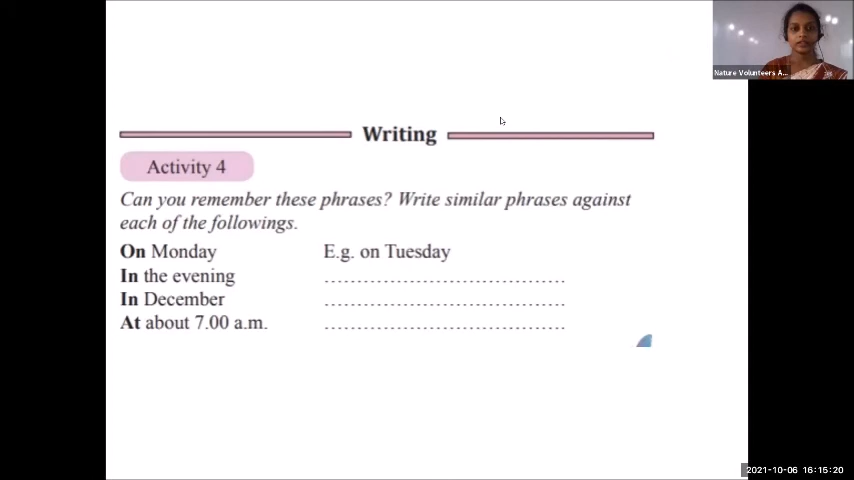 Nature Volunteers A...
Writing
Activity 4
Can you remember these phrases? Write similar phrases against
each of the followings.
On Monday E.g. on Tuesday
In the evening ......................................
In December ......................................
At about 7.00 a.m. ......................................
2021-10-06 16:15:20